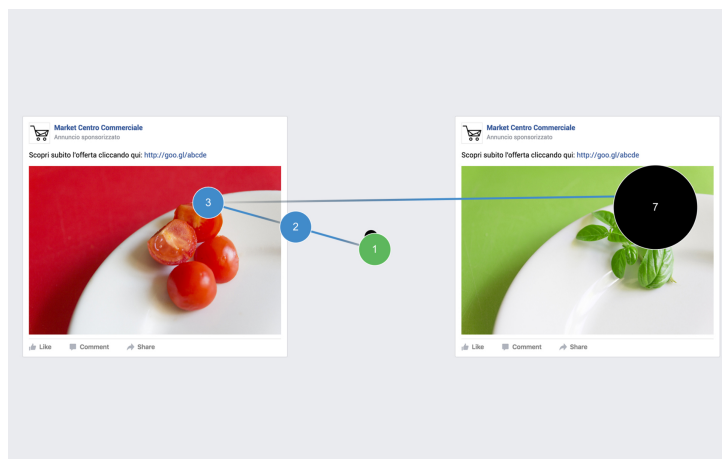 Market Centro Commerciale
Annuncio sponsorizzato
Scopri subito l'offerta cliccando qui: http://goo.gl/abcde
3
2
1
Like Comment Share
Market Centro Commerciale
Annuncio sponsorizzato
Scopri subito l'offerta cliccando qui: http://goo.gl/abcde
7
Like Comment Share